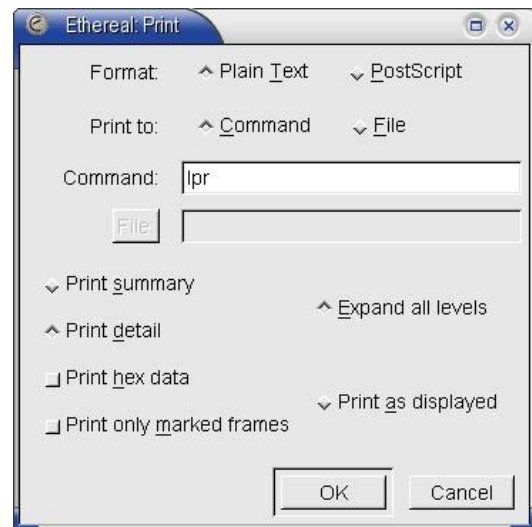 Ethereal: Print
Format: Plain Text PostScript
Print to: Command File
Command: lpr
File:
Print summary
Expand all levels
Print detail
Print hex data
Print as displayed
Print only marked frames
OK Cancel